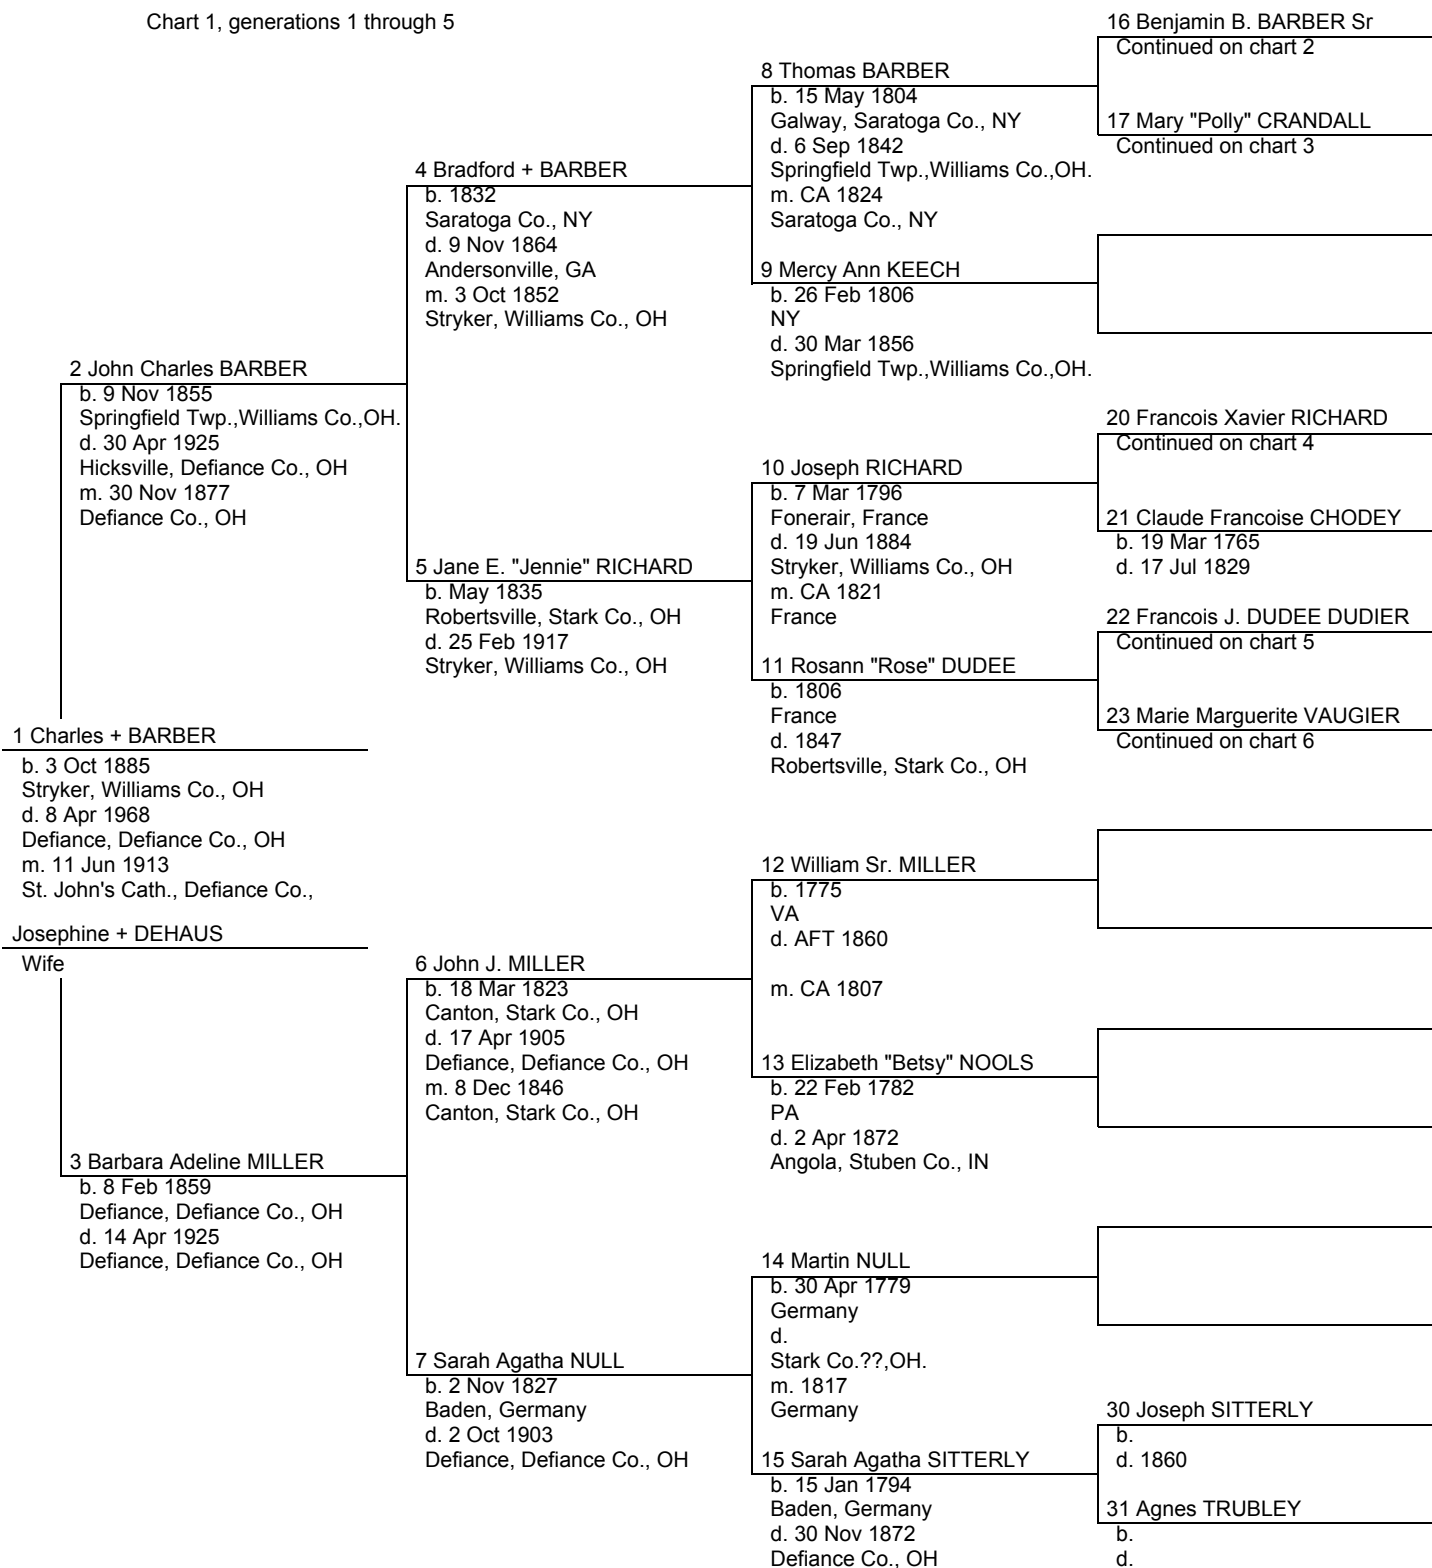 Chart 1, generations 1 through 5
16 Benjamin B. BARBER Sr
Continued on chart 2
8 Thomas BARBER
b. 15 May 1804
Galway, Saratoga Co., NY
d. 6 Sep 1842
Springfield Twp.,Williams Co.,OH.
m. CA 1824
Saratoga Co., NY
17 Mary "Polly" CRANDALL
Continued on chart 3
4 Bradford + BARBER
b. 1832
Saratoga Co., NY
d. 9 Nov 1864
Andersonville, GA
m. 3 Oct 1852
Stryker, Williams Co., OH
9 Mercy Ann KEECH
b. 26 Feb 1806
NY
d. 30 Mar 1856
Springfield Twp.,Williams Co.,OH.
2 John Charles BARBER
b. 9 Nov 1855
Springfield Twp.,Williams Co.,OH.
d. 30 Apr 1925
Hicksville, Defiance Co., OH
m. 30 Nov 1877
Defiance Co., OH
20 Francois Xavier RICHARD
Continued on chart 4
10 Joseph RICHARD
b. 7 Mar 1796
Fonerair, France
d. 19 Jun 1884
Stryker, Williams Co., OH
m. CA 1821
France
21 Claude Francoise CHODEY
b. 19 Mar 1765
d. 17 Jul 1829
5 Jane E. "Jennie" RICHARD
b. May 1835
Robertsville, Stark Co., OH
d. 25 Feb 1917
Stryker, Williams Co., OH
22 Francois J. DUDEE DUDIER
Continued on chart 5
11 Rosann "Rose" DUDEE
b. 1806
France
d. 1847
Robertsville, Stark Co., OH
23 Marie Marguerite VAUGIER
Continued on chart 6
1 Charles + BARBER
b. 3 Oct 1885
Stryker, Williams Co., OH
d. 8 Apr 1968
Defiance, Defiance Co., OH
m. 11 Jun 1913
St. John's Cath., Defiance Co.,
Josephine + DEHAUS
Wife
12 William Sr. MILLER
b. 1775
VA
d. AFT 1860
m. CA 1807
6 John J. MILLER
b. 18 Mar 1823
Canton, Stark Co., OH
d. 17 Apr 1905
Defiance, Defiance Co., OH
m. 8 Dec 1846
Canton, Stark Co., OH
13 Elizabeth "Betsy" NOOLS
b. 22 Feb 1782
PA
d. 2 Apr 1872
Angola, Stuben Co., IN
3 Barbara Adeline MILLER
b. 8 Feb 1859
Defiance, Defiance Co., OH
d. 14 Apr 1925
Defiance, Defiance Co., OH
14 Martin NULL
b. 30 Apr 1779
Germany
d.
Stark Co.??,OH.
m. 1817
Germany
7 Sarah Agatha NULL
b. 2 Nov 1827
Baden, Germany
d. 2 Oct 1903
Defiance, Defiance Co., OH
30 Joseph SITTERLY
b.
d. 1860
15 Sarah Agatha SITTERLY
b. 15 Jan 1794
Baden, Germany
d. 30 Nov 1872
Defiance Co., OH
31 Agnes TRUBLEY
b.
d.